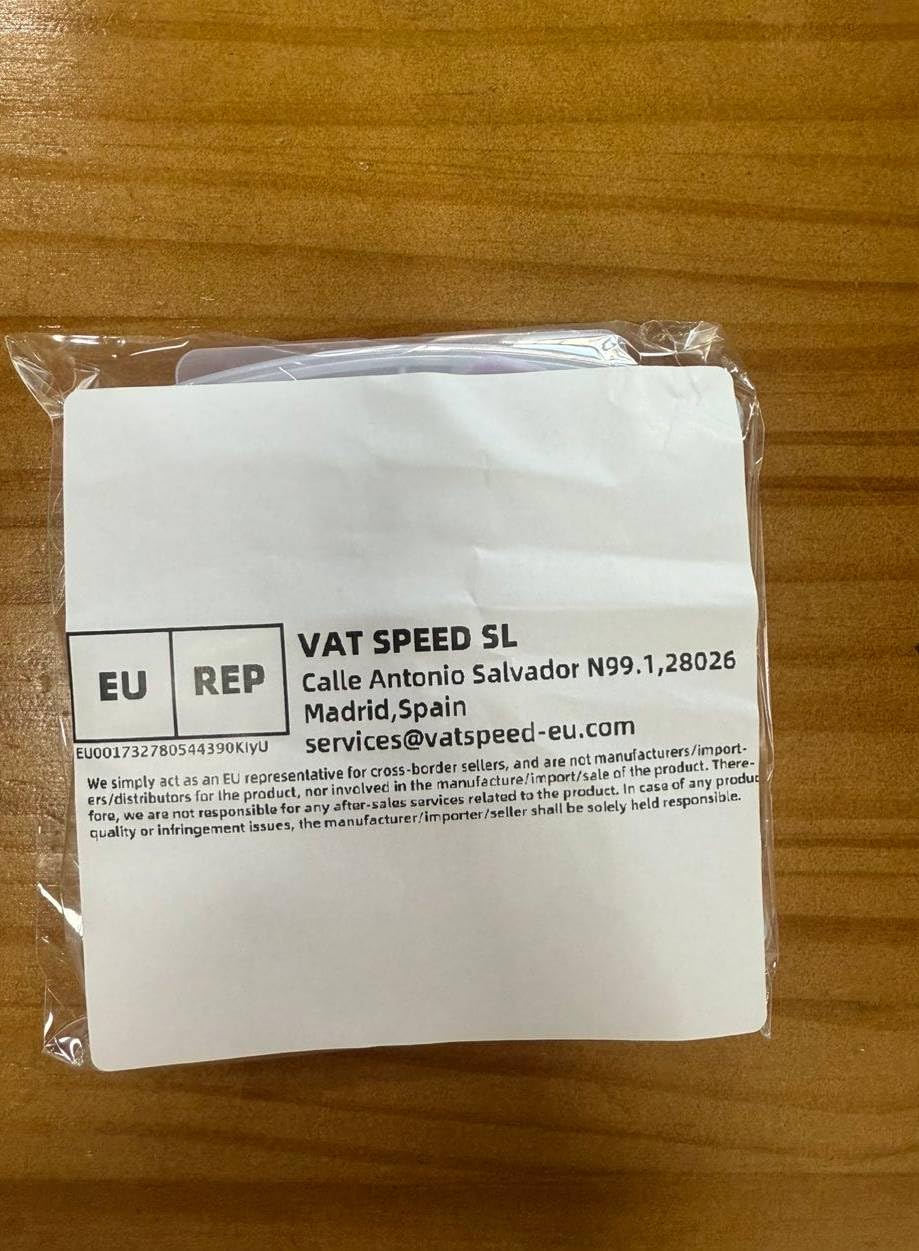 EU REP
EU001732780544390KIyU
VAT SPEED SL
Calle Antonio Salvador N99.1,28026
Madrid,Spain
services@vatspeed-eu.com
We simply act as an EU representative for cross-border sellers, and are not manufacturers/import-
ers/distributors for the product, nor involved in the manufacture/import/sale of the product. There-
fore, we are not responsible for any after-sales services related to the product. In case of any produc
quality or infringement issues, the manufacturer/importer/seller shall be solely held responsible.